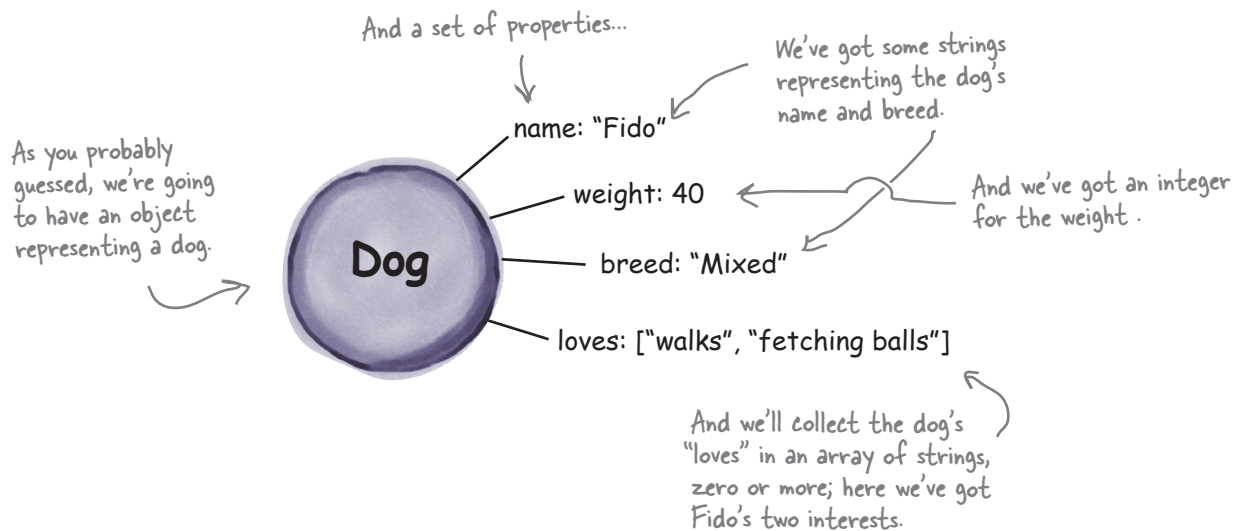 And a set of properties...
We've got some strings
representing the dog's
name and breed.
name: “Fido”
As you probably
guessed, we're going
to have an object
representing a dog.
weight: 40
And we've got an integer
for the weight .
Dog
breed: “Mixed”
loves: [“walks”, “fetching balls”]
And we'll collect the dog's
“loves” in an array of strings,
zero or more; here we've got
Fido's two interests.